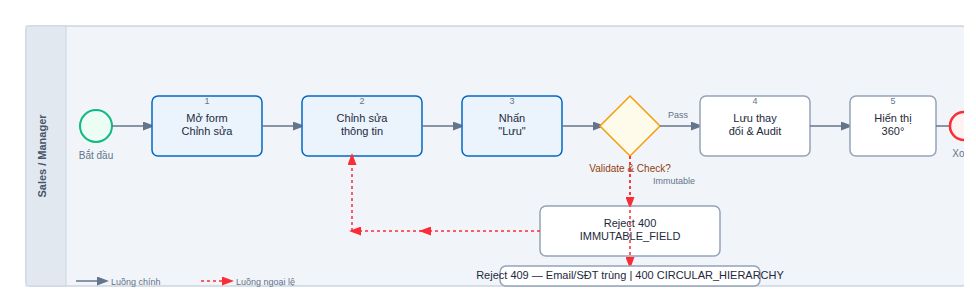 Sales / Manager
Bắt đầu
1
Mở form
Chỉnh sửa
2
Chỉnh sửa
thông tin
3
Nhấn
"Lưu"
Validate & Check?
Pass
Immutable
4
Lưu thay
đổi & Audit
5
Hiển thị
360°
Reject 400
IMMUTABLE_FIELD
Reject 409 — Email/SĐT trùng | 400 CIRCULAR_HIERARCHY
Luồng chính
Luồng ngoại lệ